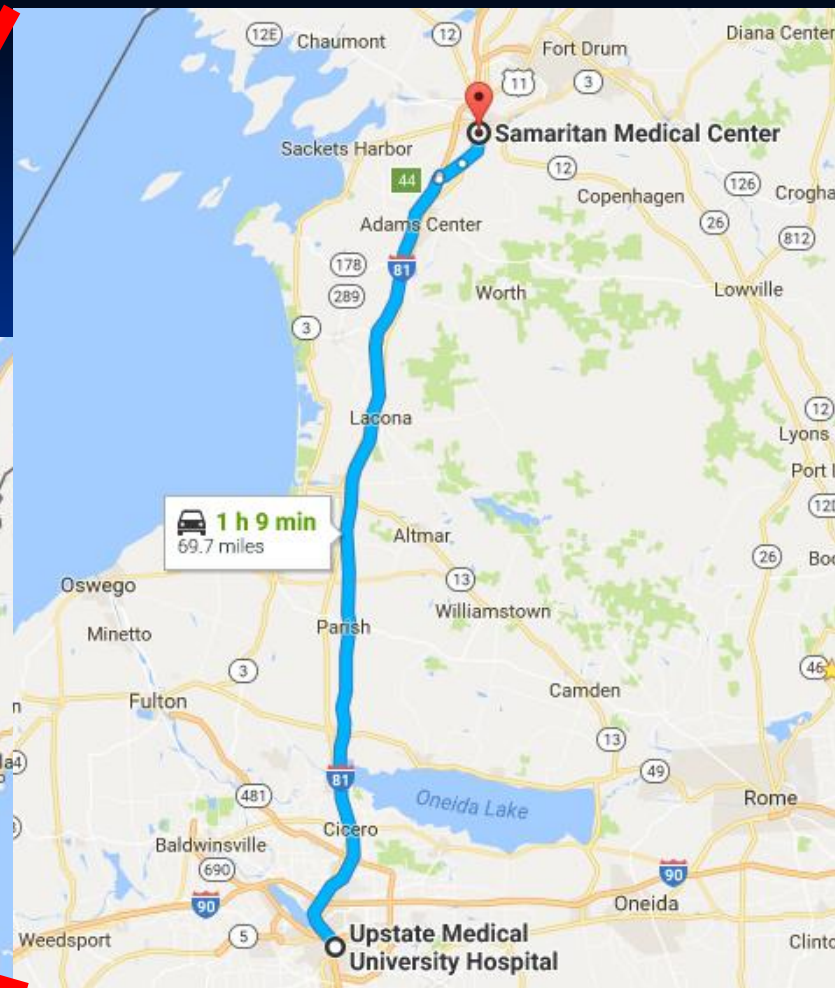 12E
Chaumont
12
Fort Drum
Diana Center
11
3
Samaritan Medical Center
Sackets Harbor
12
44
Copenhagen
126
Crogha
Adams Center
26
812
178
81
289
Worth
Lowville
3
12
Lacona
Lyons
Port
1 h 9 min
69.7 miles
Altmar
26
Oswego
13
Williamstown
Minetto
Parish
3
46
Fulton
Camden
13
81
49
481
Oneida Lake
Rome
Cicero
Baldwinsville
690
90
90
Oneida
Weedsport
5
Upstate Medical
University Hospital
Clinto